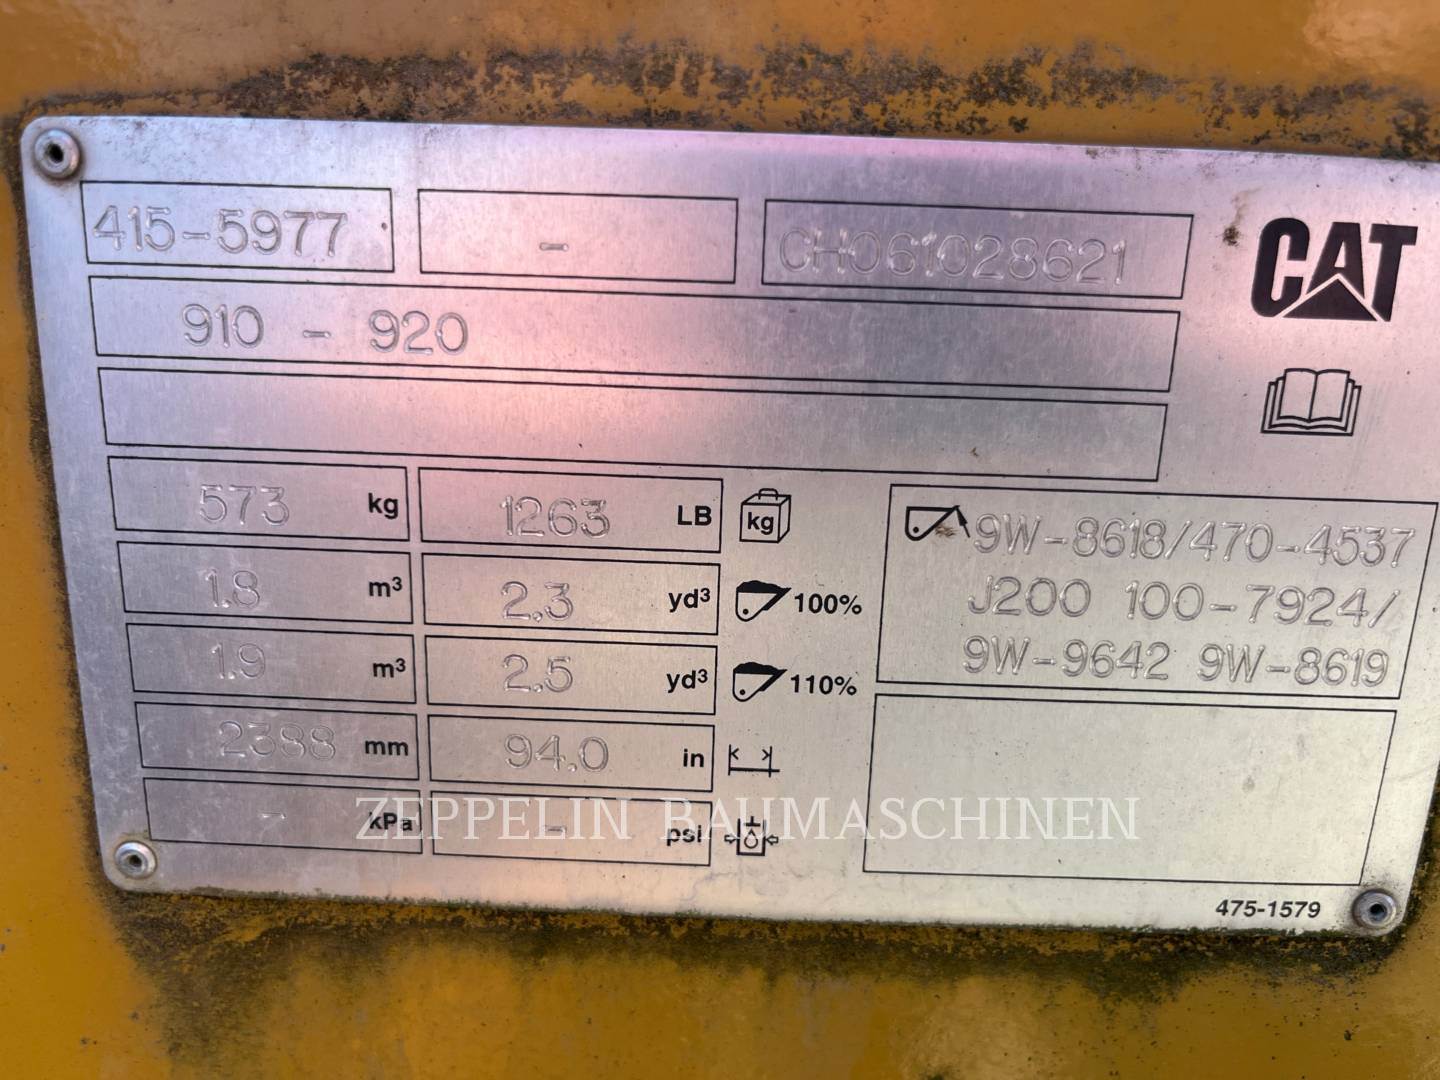 415-5977 - CH061028621 CAT
910 - 920
573 kg 1263 LB kg
1.8 m³ 2.3 yd³ 100%
1.9 m³ 2.5 yd³ 110%
2388 mm 94.0 in
- kPa - psi
9W-8618/470-4537
J200 100-7924/
9W-9642 9W-8619
475-1579
ZEPPELIN BAUMASCHINEN